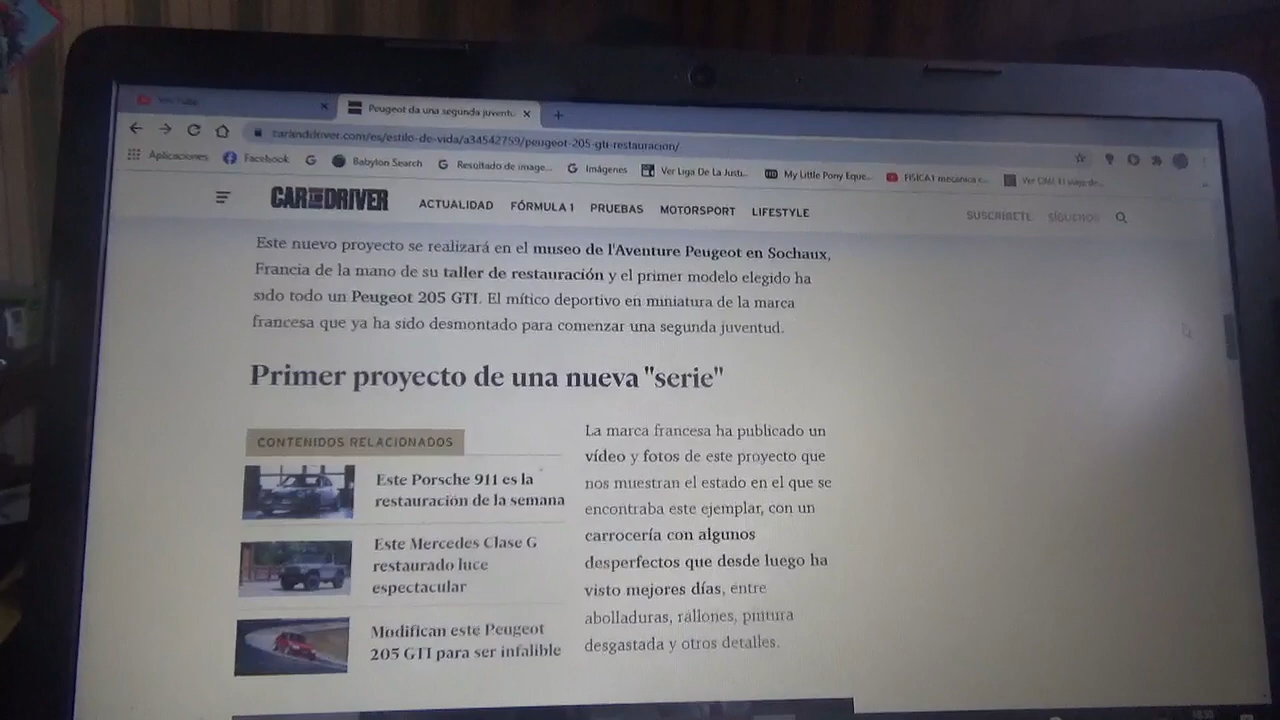 YouTube
Peugeot da una segunda juventu
caranddriver.com/es/estilo-de-vida/a34542759/peugeot-205-gti-restauracion/
Aplicaciones Facebook Babylon Search Resultado de image... Imágenes Ver Liga De La Justi... My Little Pony Eque... FISICA1 mecánica c...
CAR AND DRIVER ACTUALIDAD FÓRMULA 1 PRUEBAS MOTORSPORT LIFESTYLE SUSCRÍBETE SÍGUENOS
Este nuevo proyecto se realizará en el museo de l'Aventure Peugeot en Sochaux,
Francia de la mano de su taller de restauración y el primer modelo elegido ha
sido todo un Peugeot 205 GTI. El mítico deportivo en miniatura de la marca
francesa que ya ha sido desmontado para comenzar una segunda juventud.
Primer proyecto de una nueva "serie"
CONTENIDOS RELACIONADOS
Este Porsche 911 es la
restauración de la semana
Este Mercedes Clase G
restaurado luce
espectacular
Modifican este Peugeot
205 GTI para ser infalible
La marca francesa ha publicado un
vídeo y fotos de este proyecto que
nos muestran el estado en el que se
encontraba este ejemplar, con un
carrocería con algunos
desperfectos que desde luego ha
visto mejores días, entre
abolladuras, rallones, pintura
desgastada y otros detalles.